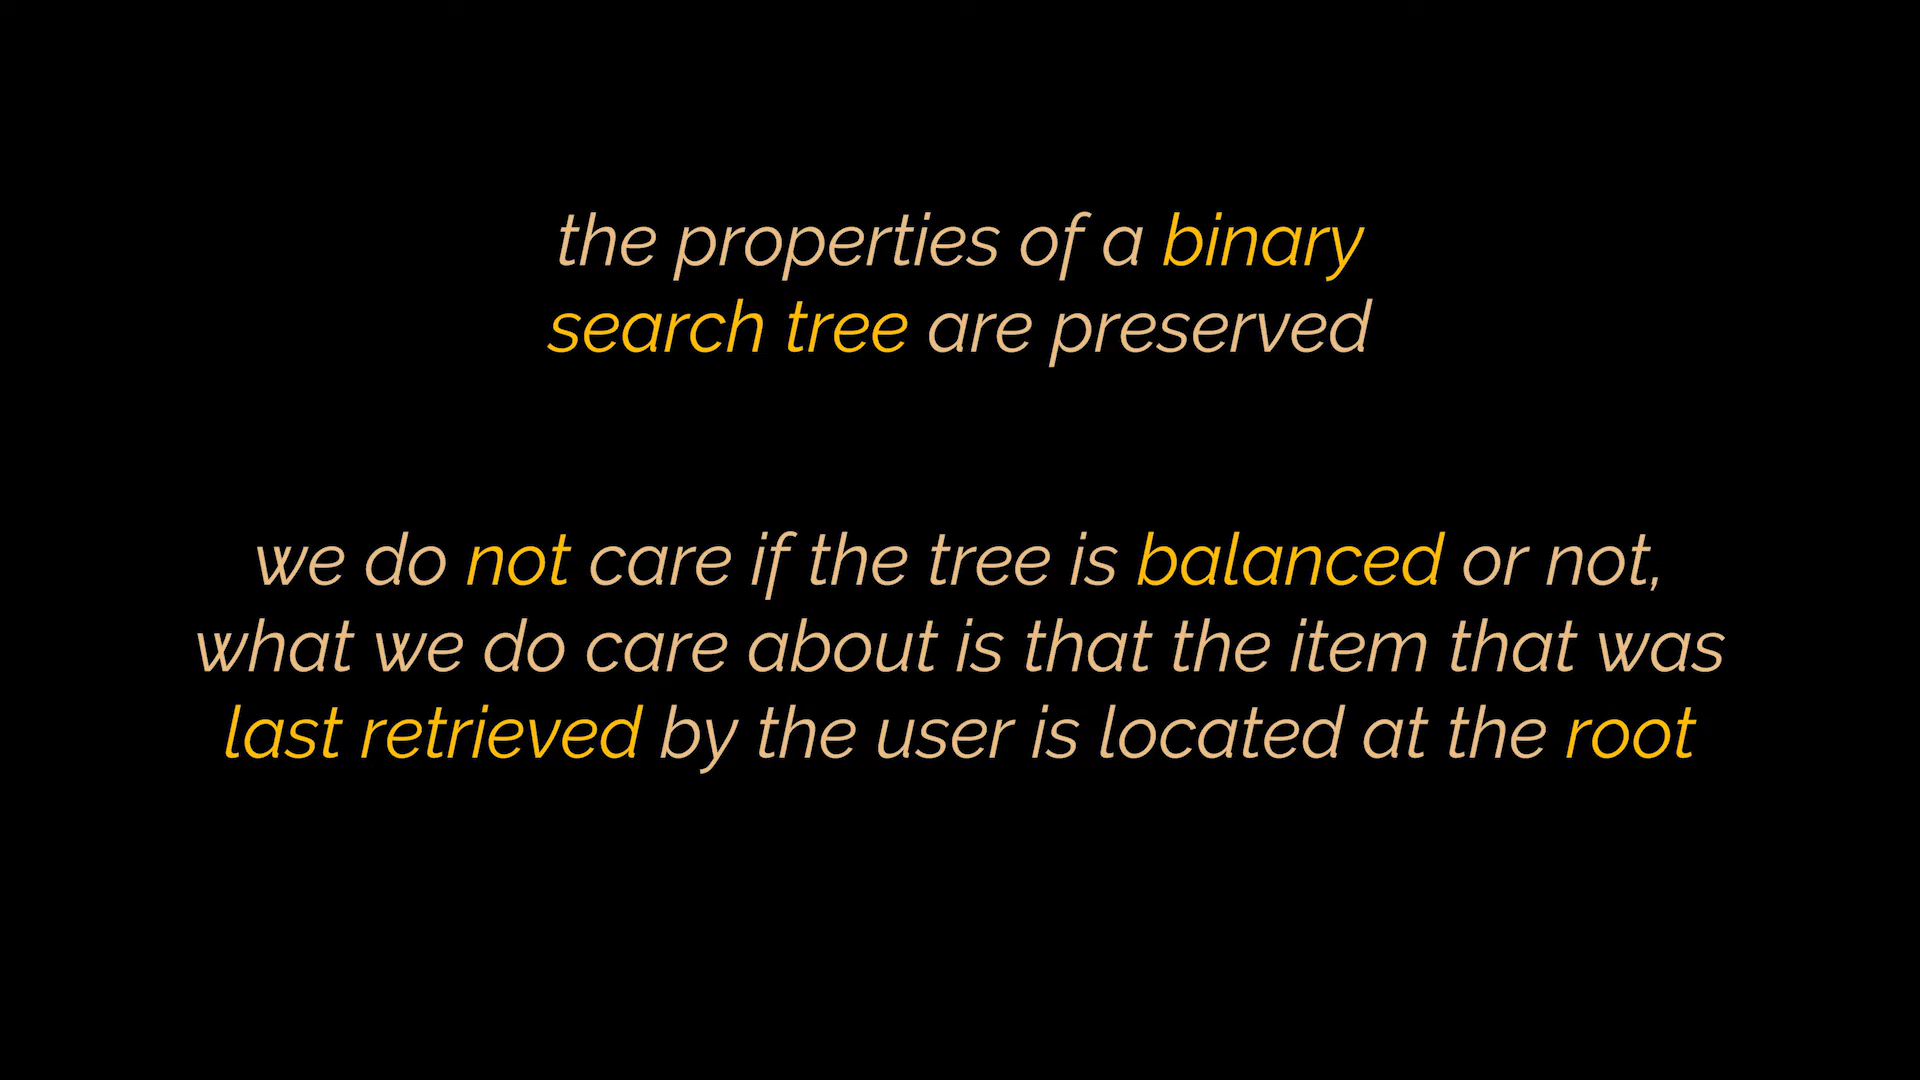 the properties of a binary
search tree are preserved
we do not care if the tree is balanced or not,
what we do care about is that the item that was
last retrieved by the user is located at the root